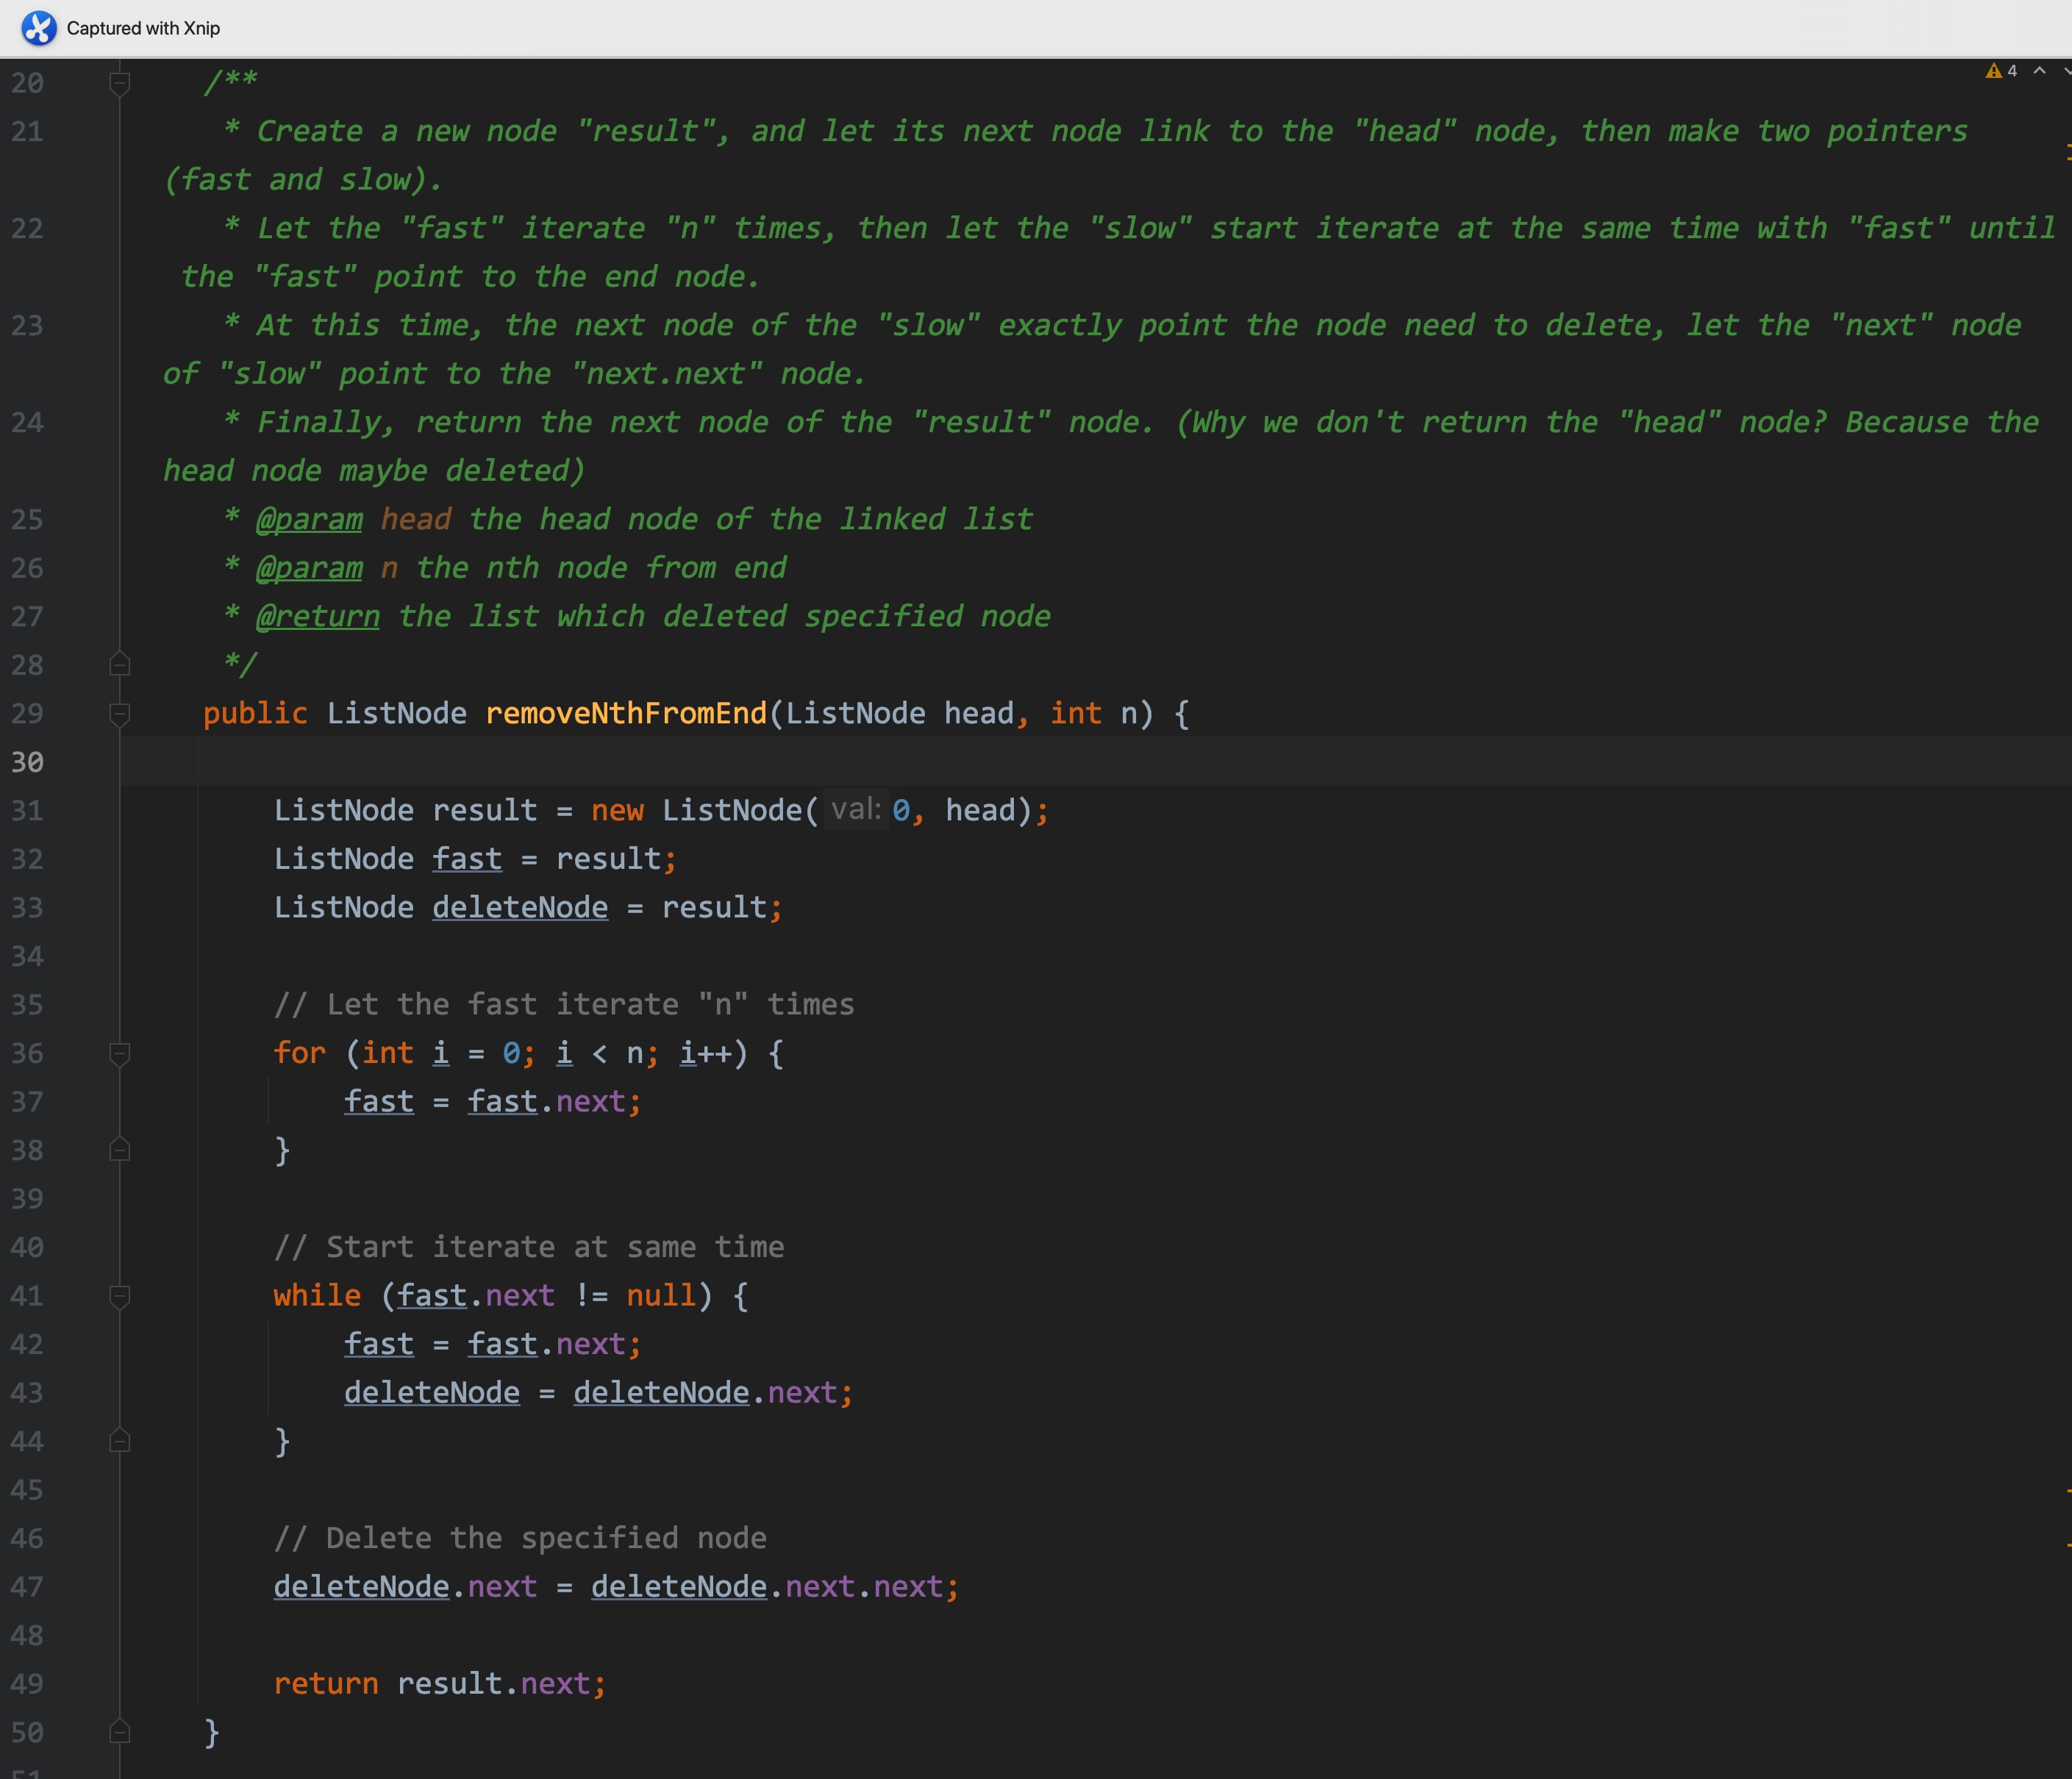 Captured with Xnip
4
20 /**
21 * Create a new node "result", and let its next node link to the "head" node, then make two pointers
(fast and slow).
22 * Let the "fast" iterate "n" times, then let the "slow" start iterate at the same time with "fast" until
the "fast" point to the end node.
23 * At this time, the next node of the "slow" exactly point the node need to delete, let the "next" node
of "slow" point to the "next.next" node.
24 * Finally, return the next node of the "result" node. (Why we don't return the "head" node? Because the
head node maybe deleted)
25 * @param head the head node of the linked list
26 * @param n the nth node from end
27 * @return the list which deleted specified node
28 */
29 public ListNode removeNthFromEnd(ListNode head, int n) {
30
31 ListNode result = new ListNode( val: 0, head);
32 ListNode fast = result;
33 ListNode deleteNode = result;
34
35 // Let the fast iterate "n" times
36 for (int i = 0; i < n; i++) {
37 fast = fast.next;
38 }
39
40 // Start iterate at same time
41 while (fast.next != null) {
42 fast = fast.next;
43 deleteNode = deleteNode.next;
44 }
45
46 // Delete the specified node
47 deleteNode.next = deleteNode.next.next;
48
49 return result.next;
50 }
51